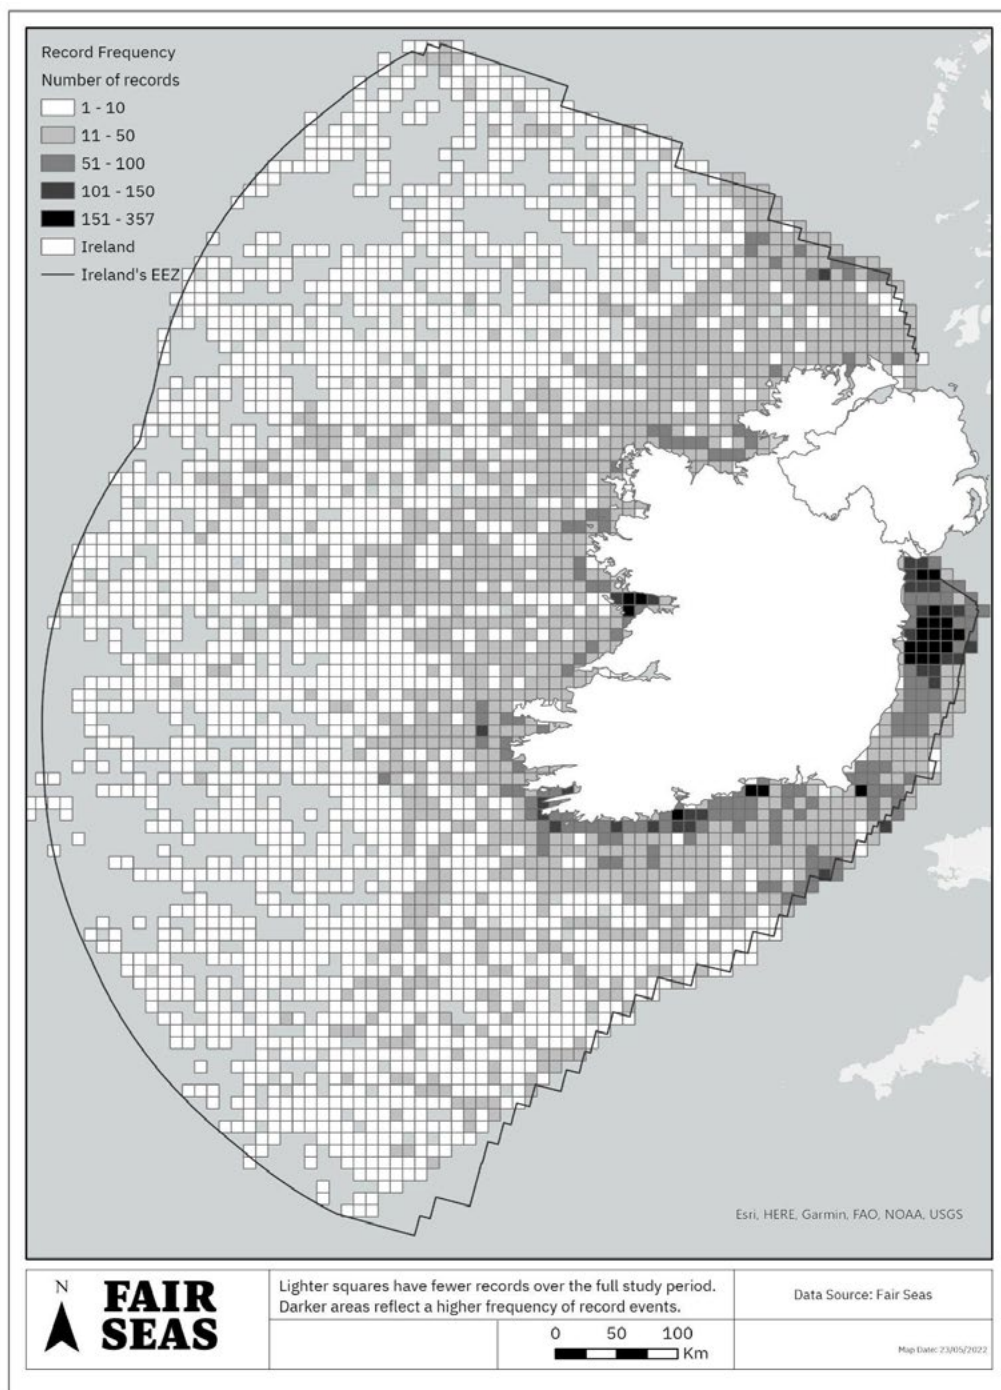 Record Frequency
Number of records
1 - 10
11 - 50
51 - 100
101 - 150
151 - 357
Ireland
Ireland's EEZ
Esri, HERE, Garmin, FAO, NOAA, USGS
N
FAIR
SEAS
Lighter squares have fewer records over the full study period.
Darker areas reflect a higher frequency of record events.
0 50 100
Km
Data Source: Fair Seas
Map Date: 23/05/2022